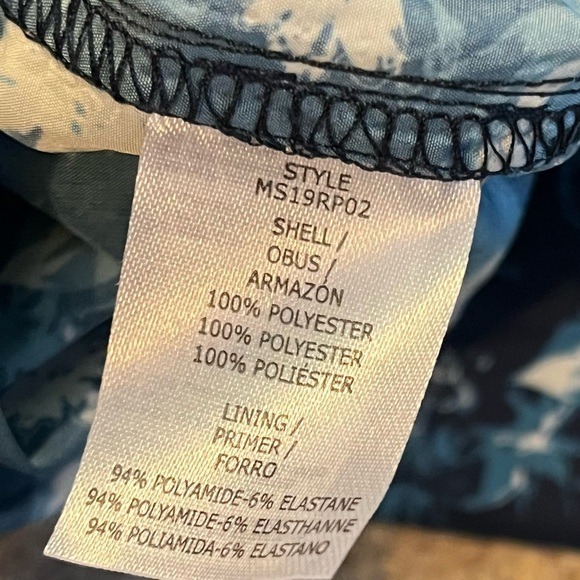 STYLE
MS19RP02
SHELL /
OBUS /
ARMAZÓN
100% POLYESTER
100% POLYESTER
100% POLIÉSTER
LINING /
PRIMER /
FORRO
94% POLYAMIDE-6% ELASTANE
94% POLYAMIDE-6% ELASTHANNE
94% POLIAMIDA-6% ELASTANO